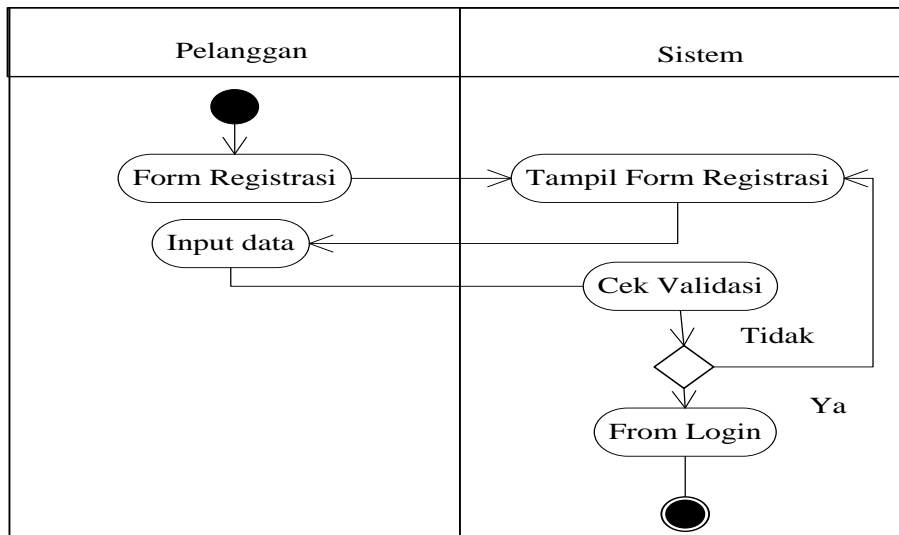 Pelanggan
Sistem
Form Registrasi
Tampil Form Registrasi
Input data
Cek Validasi
Tidak
Ya
From Login